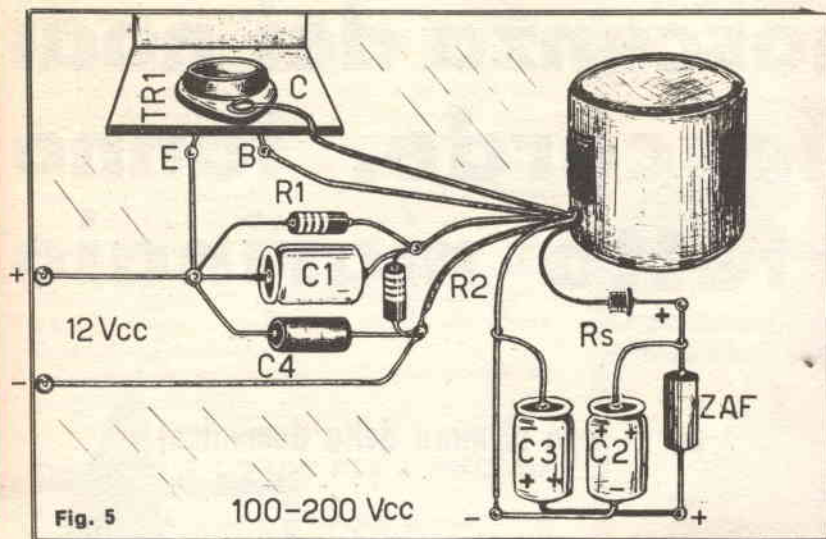 TR1
C
E
B
R1
C1
R2
+
12 Vcc
C4
-
Rs
+
ZAF
-
C3
+ +
+ +
C2
-
Fig. 5
100-200 Vcc
-
+